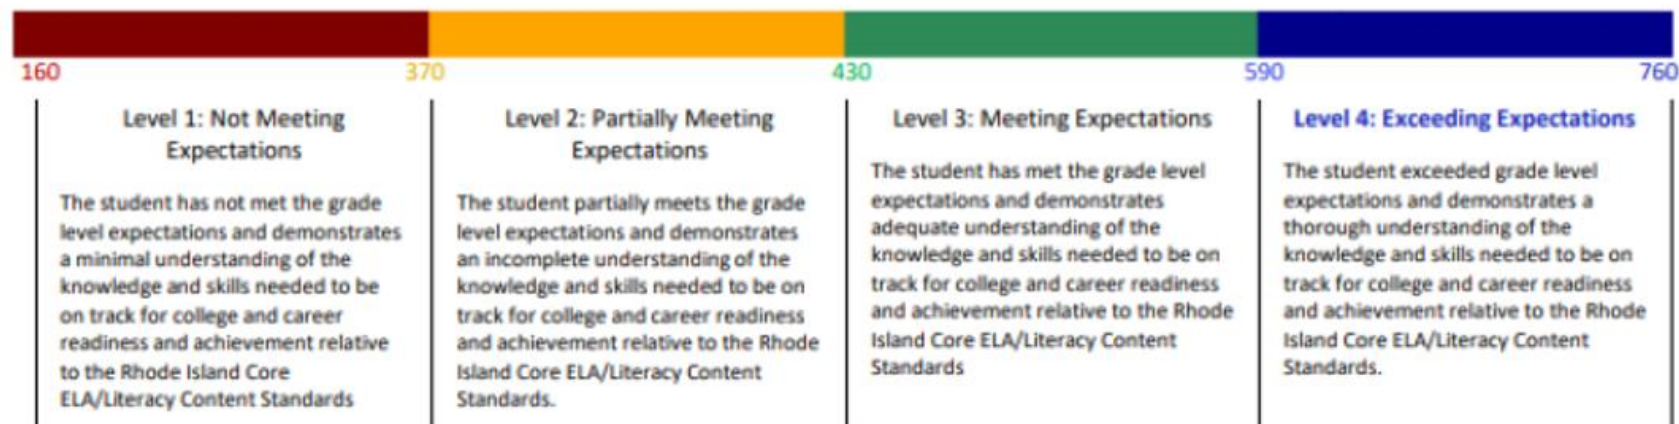 160 370 430 590 760
Level 1: Not Meeting
Expectations
The student has not met the grade
level expectations and demonstrates
a minimal understanding of the
knowledge and skills needed to be
on track for college and career
readiness and achievement relative
to the Rhode Island Core
ELA/Literacy Content Standards
Level 2: Partially Meeting
Expectations
The student partially meets the grade
level expectations and demonstrates
an incomplete understanding of the
knowledge and skills needed to be on
track for college and career readiness
and achievement relative to the Rhode
Island Core ELA/Literacy Content
Standards.
Level 3: Meeting Expectations
The student has met the grade level
expectations and demonstrates
adequate understanding of the
knowledge and skills needed to be on
track for college and career readiness
and achievement relative to the Rhode
Island Core ELA/Literacy Content
Standards
Level 4: Exceeding Expectations
The student exceeded grade level
expectations and demonstrates a
thorough understanding of the
knowledge and skills needed to be on
track for college and career readiness
and achievement relative to the Rhode
Island Core ELA/Literacy Content
Standards.